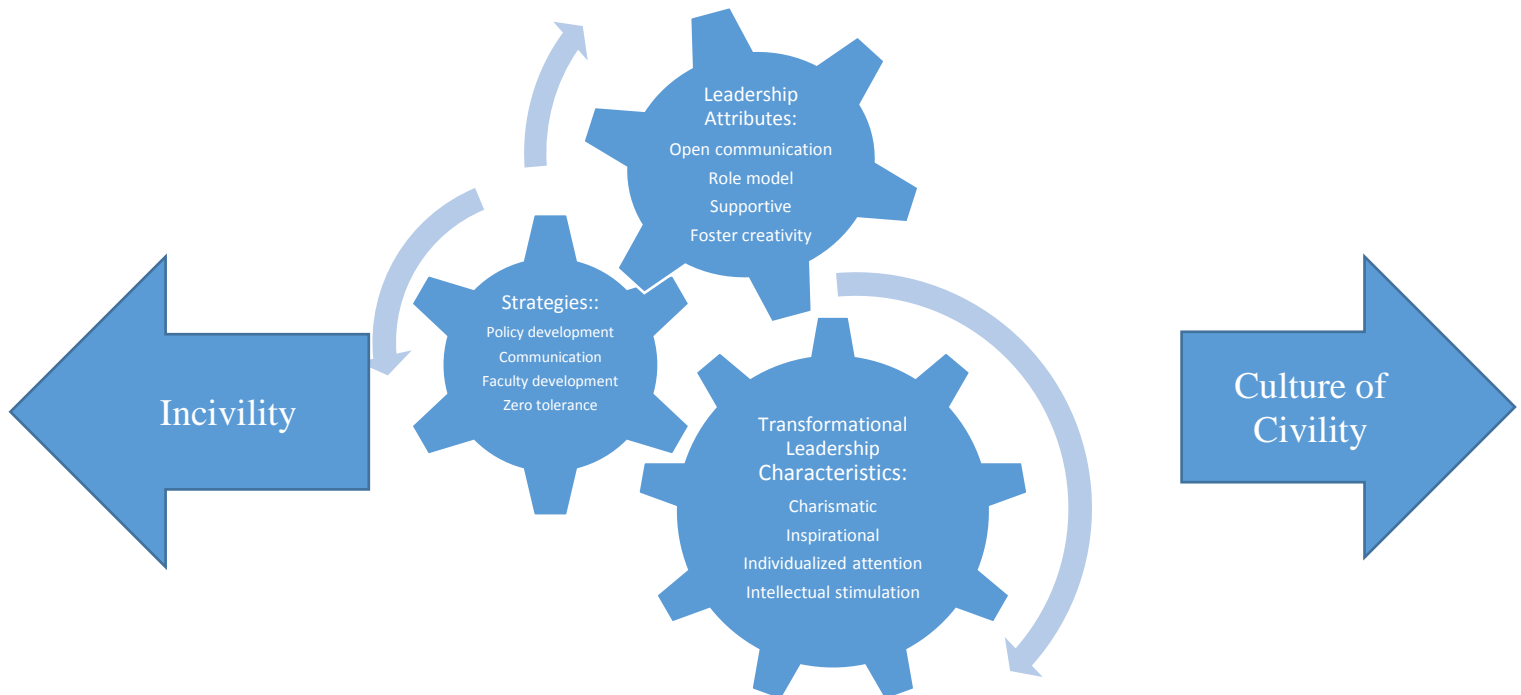 Leadership
Attributes:
Open communication
Role model
Supportive
Foster creativity
Strategies::
Policy development
Communication
Faculty development
Zero tolerance
Incivility
Culture of
Civility
Transformational
Leadership
Characteristics:
Charismatic
Inspirational
Individualized attention
Intellectual stimulation